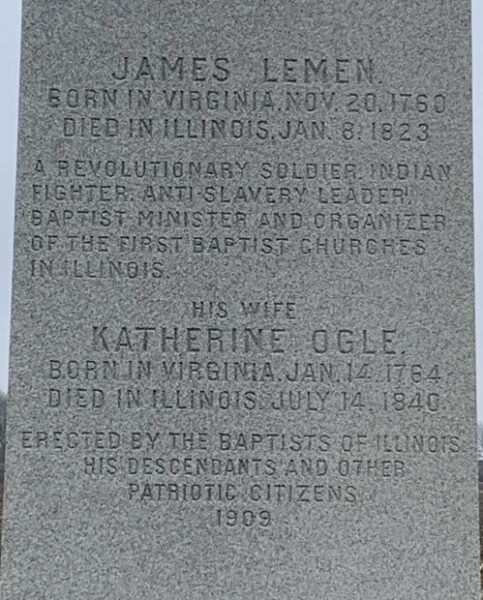 JAMES LEMEN.
BORN IN VIRGINIA, NOV. 20. 1760
DIED IN ILLINOIS, JAN. 8. 1823
A REVOLUTIONARY SOLDIER. INDIAN
FIGHTER. ANTI-SLAVERY LEADER.
BAPTIST MINISTER AND ORGANIZER
OF THE FIRST BAPTIST CHURCHES
IN ILLINOIS.
HIS WIFE
KATHERINE OGLE.
BORN IN VIRGINIA. JAN. 14. 1764
DIED IN ILLINOIS. JULY 14. 1840
ERECTED BY THE BAPTISTS OF ILLINOIS.
HIS DESCENDANTS AND OTHER
PATRIOTIC CITIZENS
1909